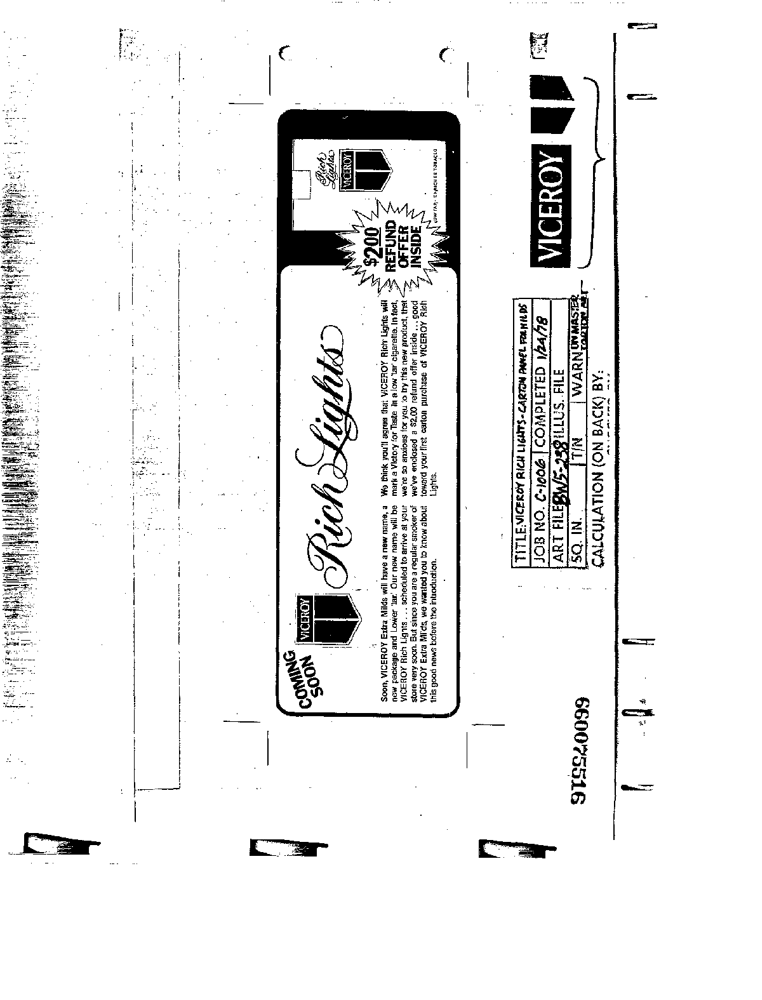 COMING
SOON
VICEROY
Rich Lights
Soon, VICEROY Extra Milds will have a new name, a
new package and Lower 'tar'. Our new name will be
VICEROY Rich Lights . . . scheduled to arrive at your
store very soon. But since you are a regular smoker of
VICEROY Extra Milds, we wanted you to know about
this good news before the introduction.
We think you'll agree that VICEROY Rich Lights will
mark a Victory for Taste in a low 'tar' cigarette. In fact,
we're so anxious for you to try this new product, that
we've enclosed a $2.00 refund offer inside . . . good
toward your first carton purchase of VICEROY Rich
Lights.
$2.00
REFUND
OFFER
INSIDE
Rich
Lights
VICEROY
TITLE: VICEROY RICH LIGHTS - CARTON PANEL FOR MILDS
JOB NO. C-1006 COMPLETED 1/24/78
ART FILE BW5-238 ILLUS. FILE
SQ. IN. T/N WARN ON MASTER
CALCULATION (ON BACK) BY:
VICEROY
660075516